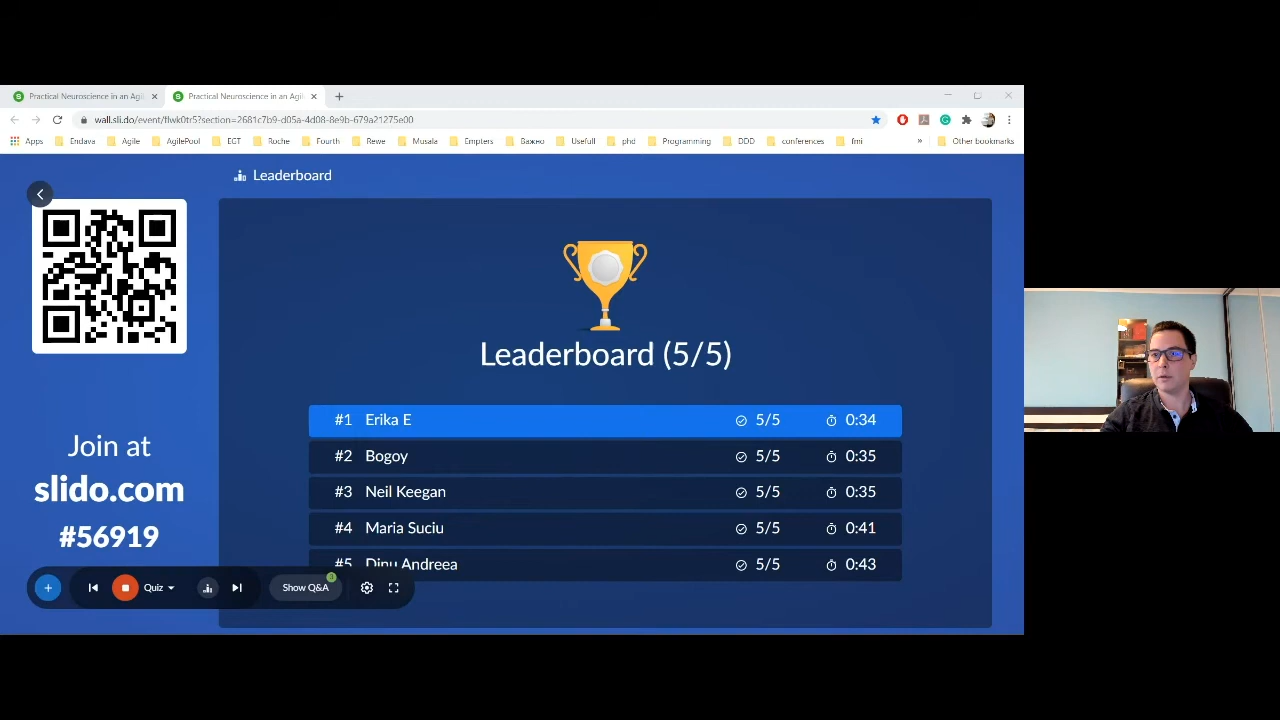 Practical Neuroscience in an Agil
Practical Neuroscience in an Agil
wall.sli.do/event/flwk0tr5?section=2681c7b9-d05a-4d08-8e9b-679a21275e00
Apps Endava Agile AgilePool EGT Roche Fourth Rewe Musala Empters Важно Usefull phd Programming DDD conferences fmi » Other bookmarks
Leaderboard
Leaderboard (5/5)
#1 Erika E 5/5 0:34
#2 Bogoy 5/5 0:35
#3 Neil Keegan 5/5 0:35
#4 Maria Suciu 5/5 0:41
#5 Dinu Andreea 5/5 0:43
Join at
slido.com
#56919
Quiz
Show Q&A